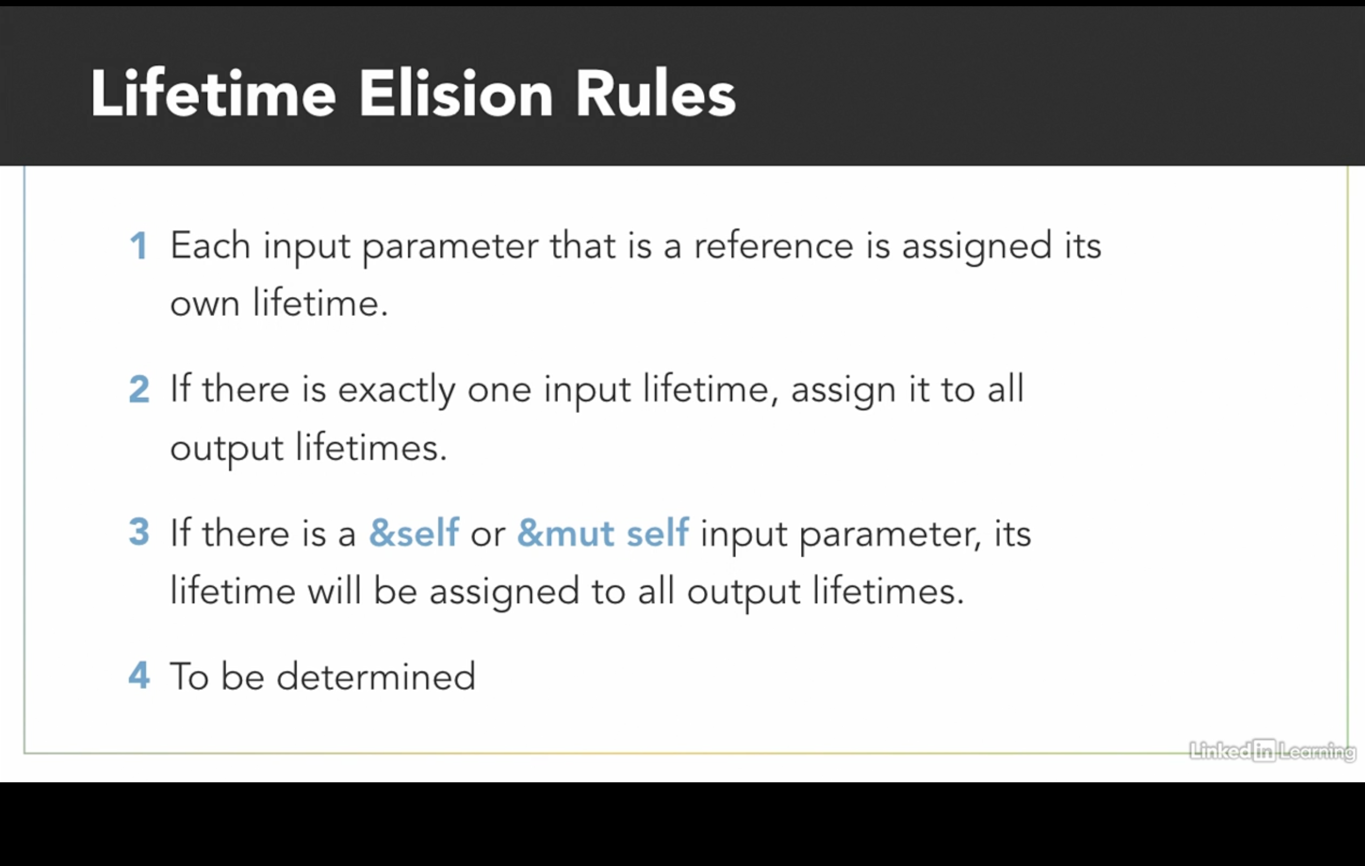 Lifetime Elision Rules
1 Each input parameter that is a reference is assigned its
own lifetime.
2 If there is exactly one input lifetime, assign it to all
output lifetimes.
3 If there is a &self or &mut self input parameter, its
lifetime will be assigned to all output lifetimes.
4 To be determined
Linked in Learning